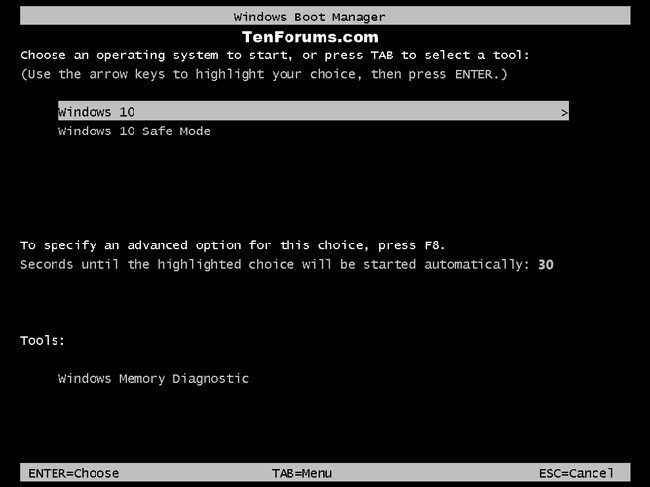 Windows Boot Manager
TenForums.com
Choose an operating system to start, or press TAB to select a tool:
(Use the arrow keys to highlight your choice, then press ENTER.)
Windows 10 >
Windows 10 Safe Mode
To specify an advanced option for this choice, press F8.
Seconds until the highlighted choice will be started automatically: 30
Tools:
Windows Memory Diagnostic
ENTER=Choose TAB=Menu ESC=Cancel